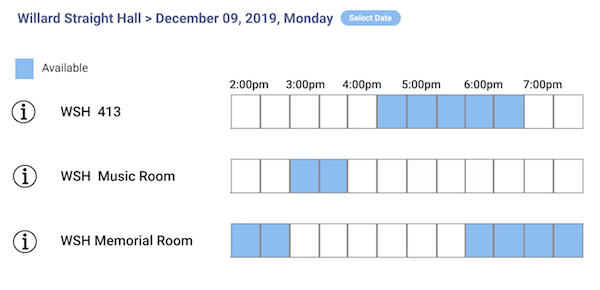 Willard Straight Hall > December 09, 2019, Monday Select Date
Available
2:00pm 3:00pm 4:00pm 5:00pm 6:00pm 7:00pm
i WSH 413
i WSH Music Room
i WSH Memorial Room